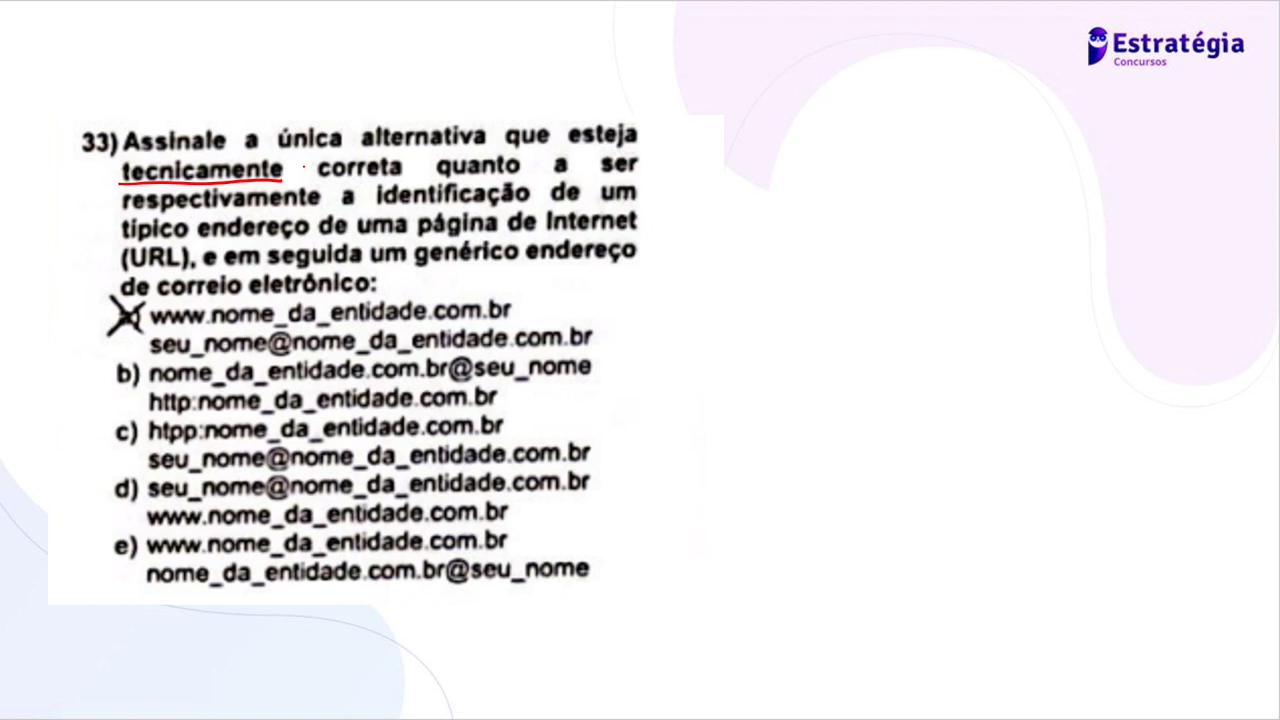 Estratégia
Concursos
33) Assinale a única alternativa que esteja
tecnicamente correta quanto a ser
respectivamente a identificação de um
típico endereço de uma página de Internet
(URL), e em seguida um genérico endereço
de correio eletrônico:
a) www.nome_da_entidade.com.br
seu_nome@nome_da_entidade.com.br
b) nome_da_entidade.com.br@seu_nome
http:nome_da_entidade.com.br
c) htpp:nome_da_entidade.com.br
seu_nome@nome_da_entidade.com.br
d) seu_nome@nome_da_entidade.com.br
www.nome_da_entidade.com.br
e) www.nome_da_entidade.com.br
nome_da_entidade.com.br@seu_nome